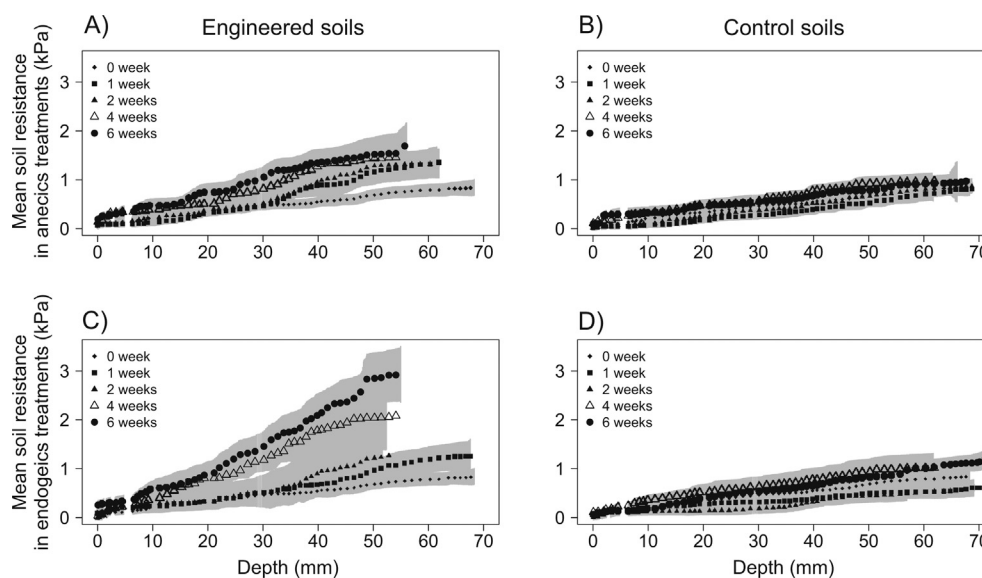 A) Engineered soils
B) Control soils
Mean soil resistance
in anecics treatments (kPa)
3
2
1
0
0 week
1 week
2 weeks
4 weeks
6 weeks
0 10 20 30 40 50 60 70
3
2
1
0
0 week
1 week
2 weeks
4 weeks
6 weeks
0 10 20 30 40 50 60 70
C)
D)
Mean soil resistance
in endogeics treatments (kPa)
3
2
1
0
0 week
1 week
2 weeks
4 weeks
6 weeks
0 10 20 30 40 50 60 70
Depth (mm)
3
2
1
0
0 week
1 week
2 weeks
4 weeks
6 weeks
0 10 20 30 40 50 60 70
Depth (mm)